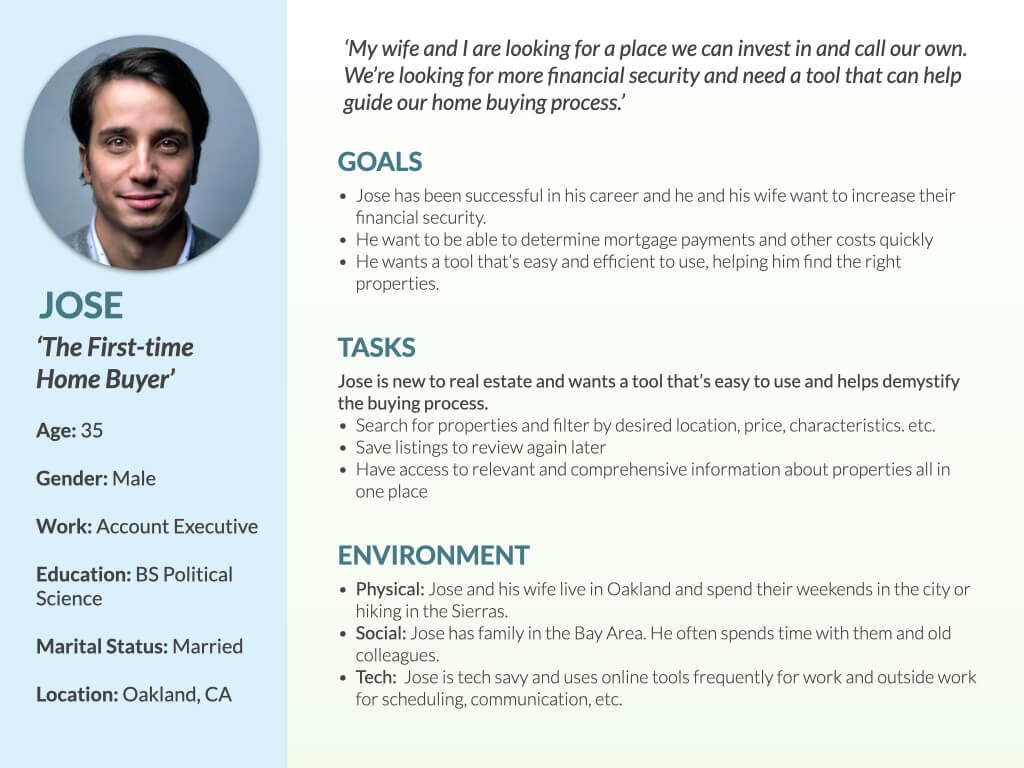 ‘My wife and I are looking for a place we can invest in and call our own.
We’re looking for more financial security and need a tool that can help
guide our home buying process.’
JOSE
‘The First-time
Home Buyer’
Age: 35
Gender: Male
Work: Account Executive
Education: BS Political
Science
Marital Status: Married
Location: Oakland, CA
GOALS
• Jose has been successful in his career and he and his wife want to increase their
financial security.
• He want to be able to determine mortgage payments and other costs quickly
• He wants a tool that’s easy and efficient to use, helping him find the right
properties.
TASKS
Jose is new to real estate and wants a tool that’s easy to use and helps demystify
the buying process.
• Search for properties and filter by desired location, price, characteristics. etc.
• Save listings to review again later
• Have access to relevant and comprehensive information about properties all in
one place
ENVIRONMENT
• Physical: Jose and his wife live in Oakland and spend their weekends in the city or
hiking in the Sierras.
• Social: Jose has family in the Bay Area. He often spends time with them and old
colleagues.
• Tech: Jose is tech savy and uses online tools frequently for work and outside work
for scheduling, communication, etc.